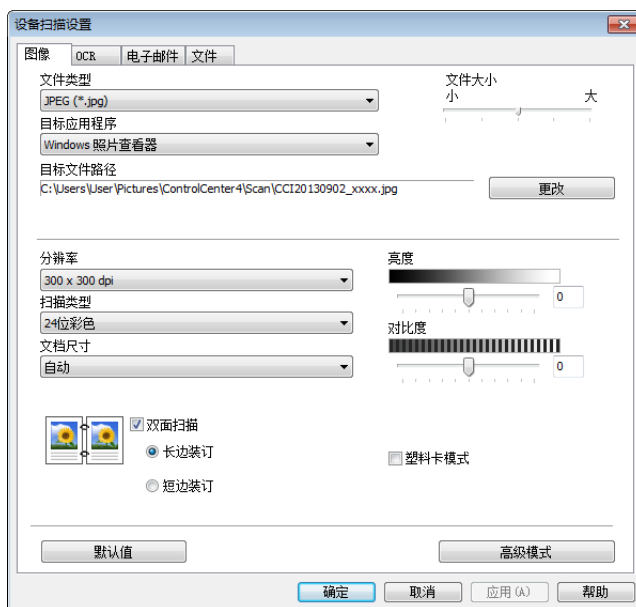 设备扫描设置
图像 OCR 电子邮件 文件
文件类型
JPEG (*.jpg)
文件大小
小 大
目标应用程序
Windows 照片查看器
目标文件路径
C:\Users\User\Pictures\ControlCenter4\Scan\CCI20130902_xxxx.jpg
更改
分辨率
300 x 300 dpi
扫描类型
24位彩色
文档尺寸
自动
亮度
0
对比度
0
双面扫描
长边装订
短边装订
塑料卡模式
默认值 高级模式
确定 取消 应用(A) 帮助